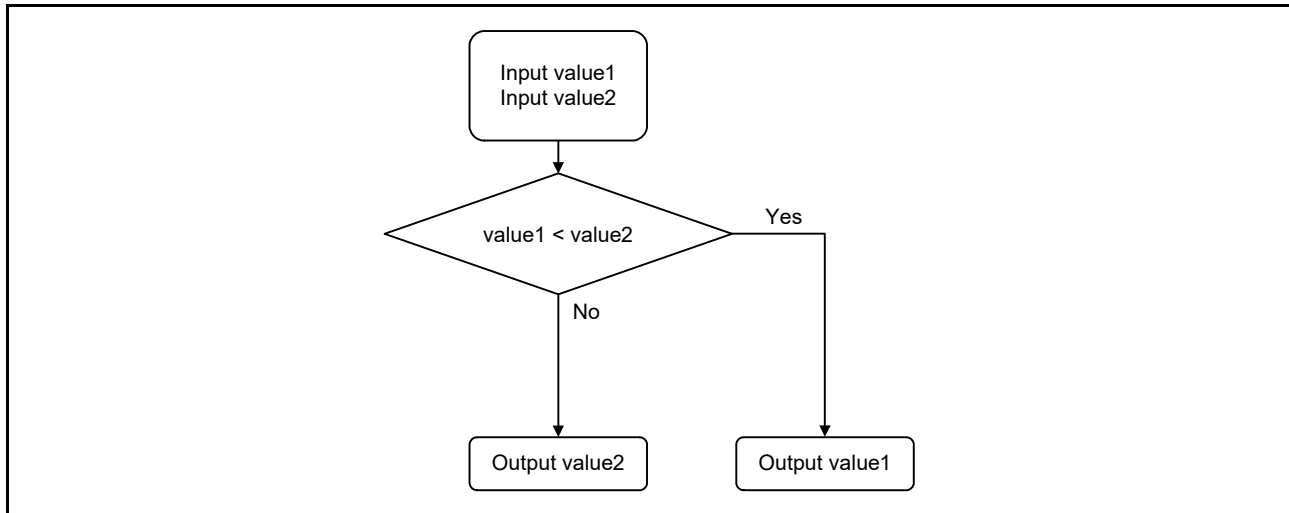 Input value1
Input value2
value1 < value2
Yes
No
Output value2
Output value1